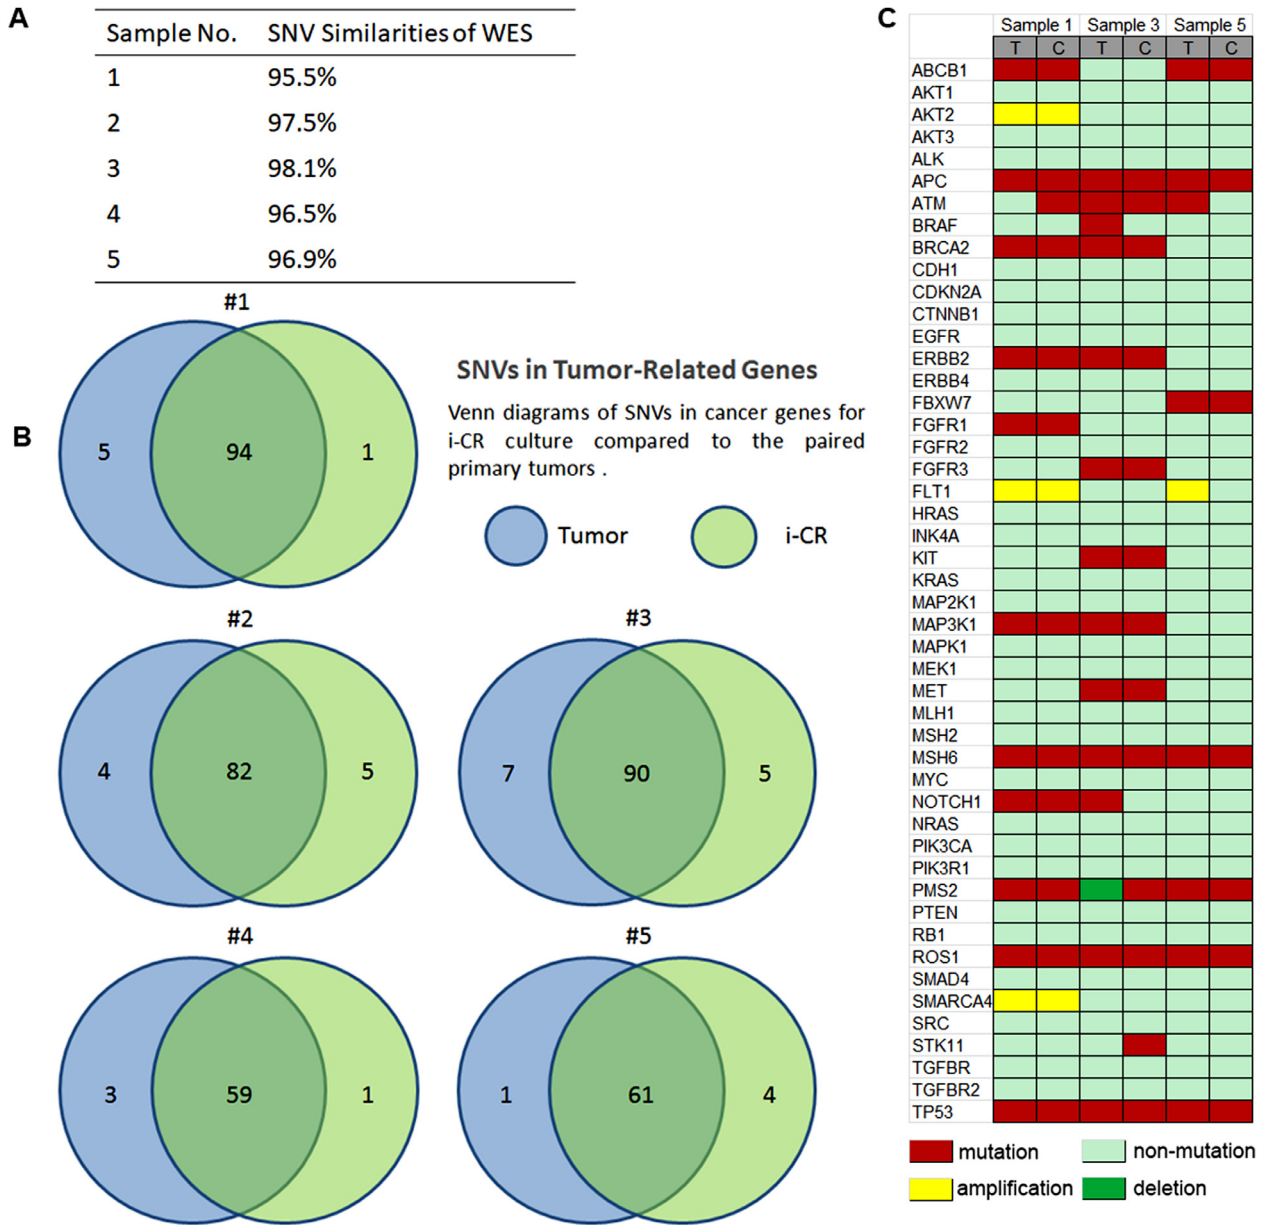 A
Sample No. SNV Similarities of WES
1 95.5%
2 97.5%
3 98.1%
4 96.5%
5 96.9%
B
#1
5 94 1
SNVs in Tumor-Related Genes
Venn diagrams of SNVs in cancer genes for
i-CR culture compared to the paired
primary tumors .
Tumor i-CR
#2
4 82 5
#3
7 90 5
#4
3 59 1
#5
1 61 4
C
Sample 1 Sample 3 Sample 5
T C T C T C
ABCB1
AKT1
AKT2
AKT3
ALK
APC
ATM
BRAF
BRCA2
CDH1
CDKN2A
CTNNB1
EGFR
ERBB2
ERBB4
FBXW7
FGFR1
FGFR2
FGFR3
FLT1
HRAS
INK4A
KIT
KRAS
MAP2K1
MAP3K1
MAPK1
MEK1
MET
MLH1
MSH2
MSH6
MYC
NOTCH1
NRAS
PIK3CA
PIK3R1
PMS2
PTEN
RB1
ROS1
SMAD4
SMARCA4
SRC
STK11
TGFBR
TGFBR2
TP53
mutation non-mutation
amplification deletion